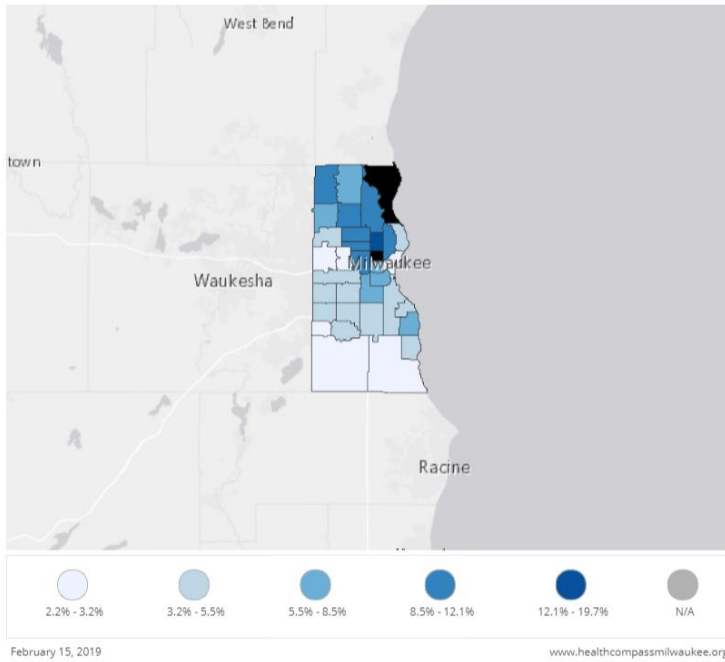 West Bend
town
Milwaukee
Waukesha
Racine
2.2% - 3.2%
3.2% - 5.5%
5.5% - 8.5%
8.5% - 12.1%
12.1% - 19.7%
N/A
February 15, 2019
www.healthcompassmilwaukee.org